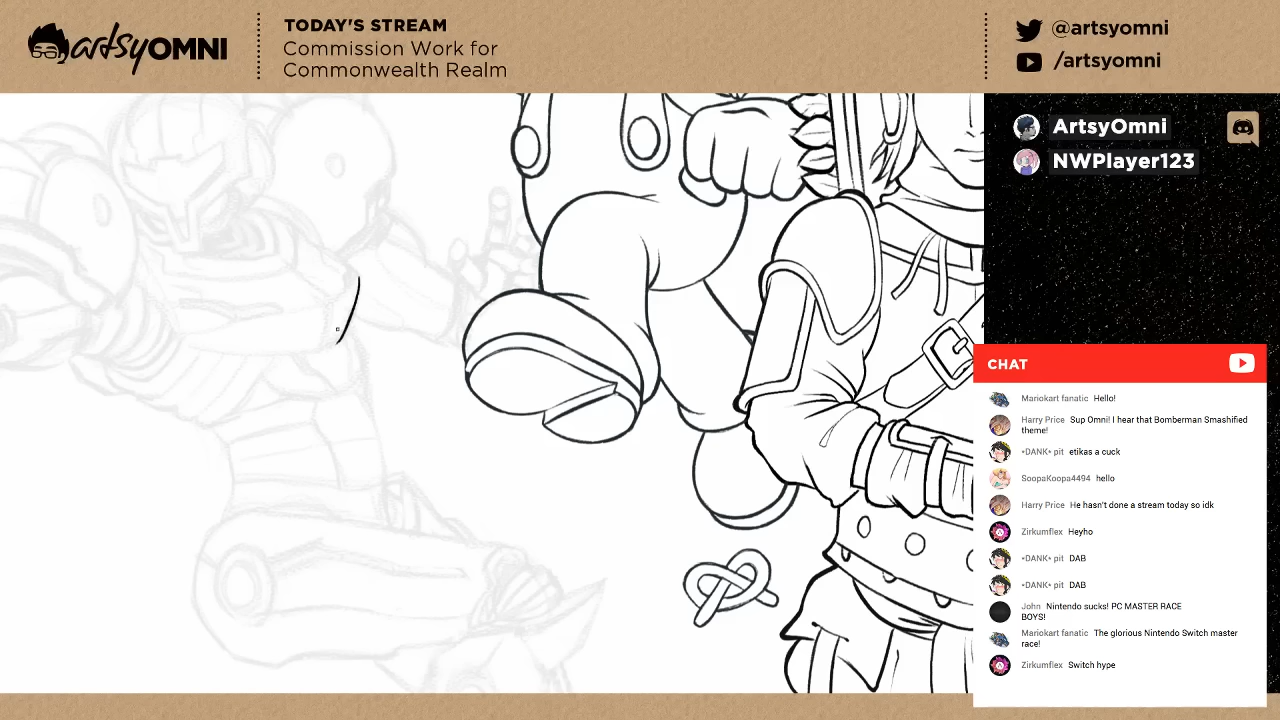 artsyOMNI
TODAY'S STREAM
Commission Work for
Commonwealth Realm
@artsyomni
/artsyomni
ArtsyOmni
NWPlayer123
CHAT
Mariokart fanatic Hello!
Harry Price Sup Omni! I hear that Bomberman Smashified
theme!
*DANK* pit etikas a cuck
SoopaKoopa4494 hello
Harry Price He hasn't done a stream today so idk
Zirkumflex Heyho
*DANK* pit DAB
*DANK* pit DAB
John Nintendo sucks! PC MASTER RACE
BOYS!
Mariokart fanatic The glorious Nintendo Switch master
race!
Zirkumflex Switch hype